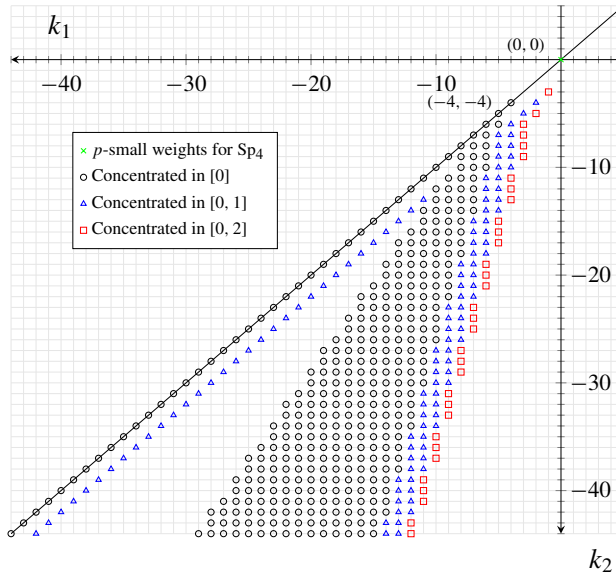 k₁
(0, 0)
−40 −30 −20 −10
(−4, −4)
p-small weights for Sp₄
Concentrated in [0]
Concentrated in [0, 1]
Concentrated in [0, 2]
−10
−20
−30
−40
k₂